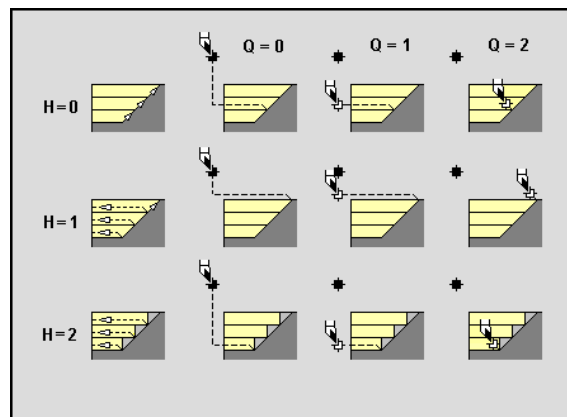 Q = 0 Q = 1 Q = 2
H=0
H=1
H=2